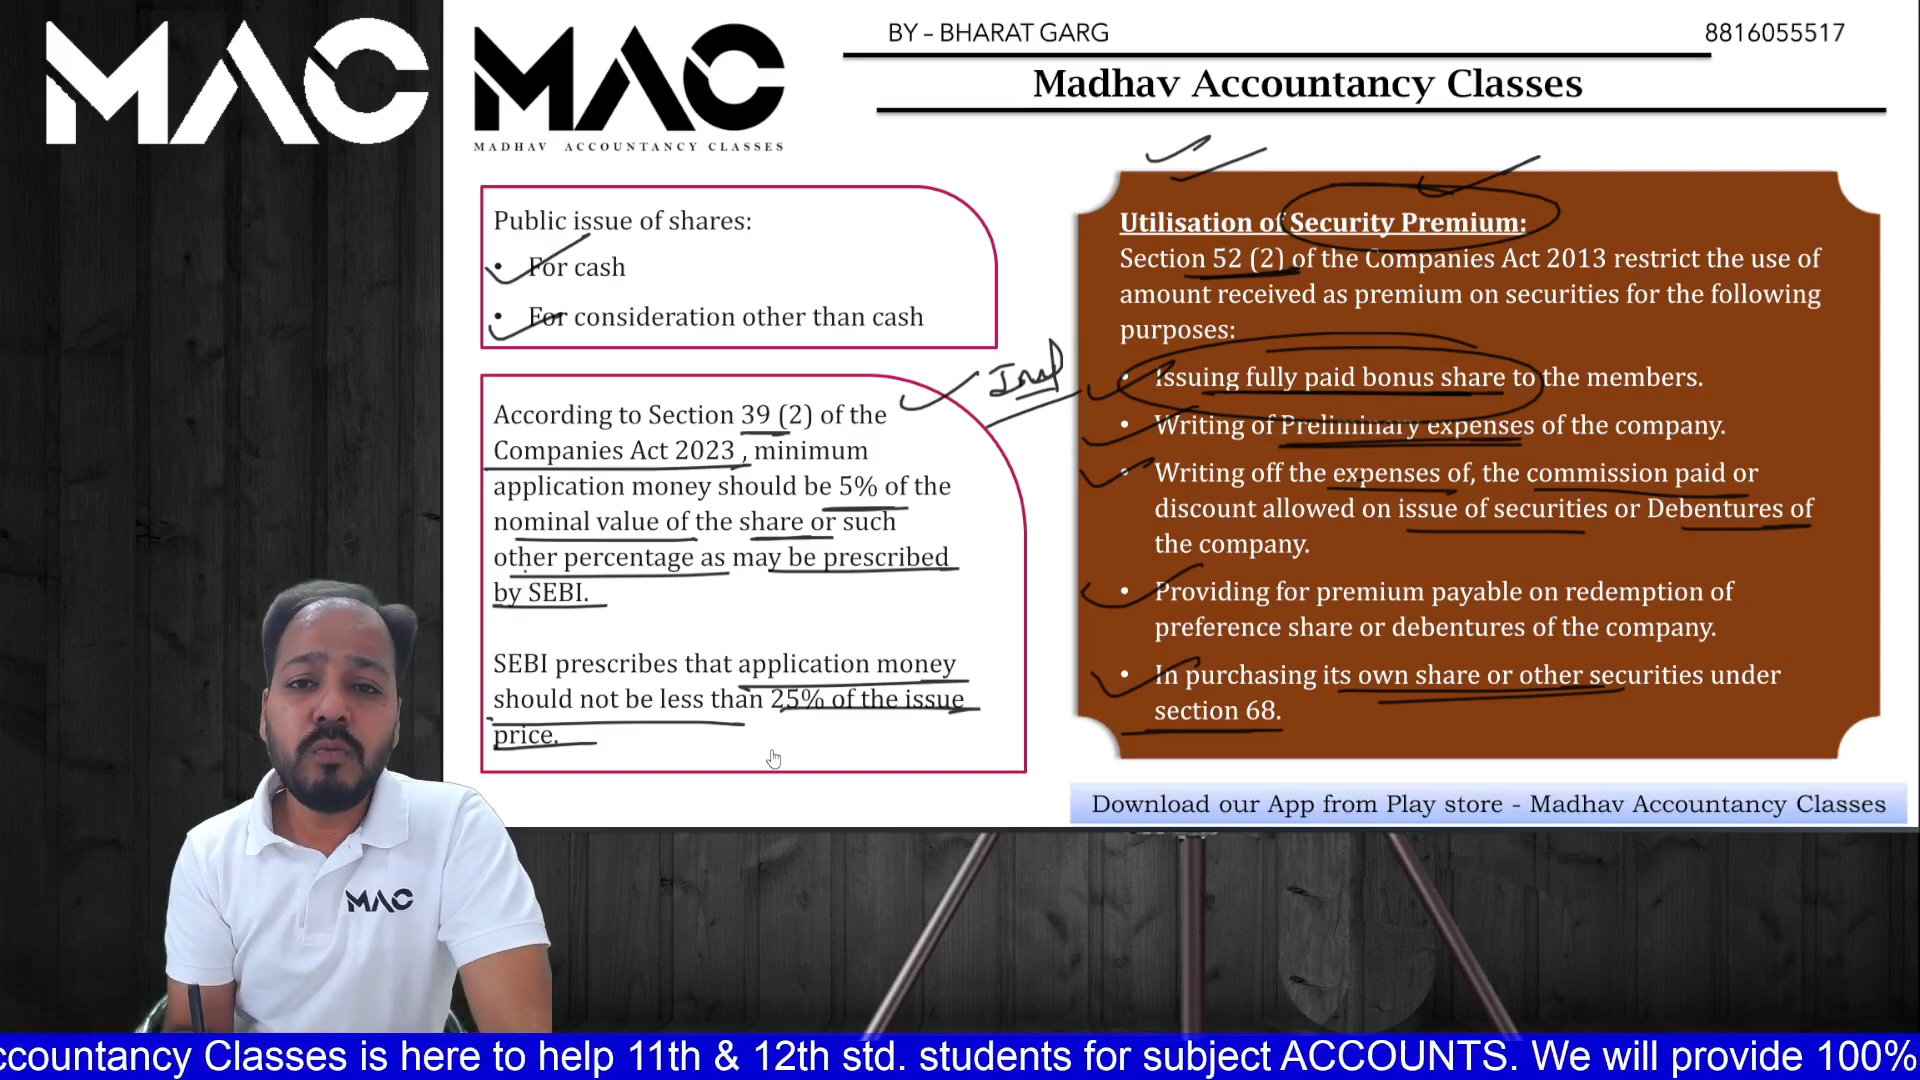 MAC
MAC
MADHAV ACCOUNTANCY CLASSES
BY – BHARAT GARG
8816055517
Madhav Accountancy Classes
Public issue of shares:
• For cash
• For consideration other than cash
According to Section 39 (2) of the
Companies Act 2023 , minimum
application money should be 5% of the
nominal value of the share or such
other percentage as may be prescribed
by SEBI.
SEBI prescribes that application money
should not be less than 25% of the issue
price.
Imp
Utilisation of Security Premium:
Section 52 (2) of the Companies Act 2013 restrict the use of
amount received as premium on securities for the following
purposes:
• Issuing fully paid bonus share to the members.
• Writing of Preliminary expenses of the company.
• Writing off the expenses of, the commission paid or
discount allowed on issue of securities or Debentures of
the company.
• Providing for premium payable on redemption of
preference share or debentures of the company.
• In purchasing its own share or other securities under
section 68.
Download our App from Play store - Madhav Accountancy Classes
MAC
ccountancy Classes is here to help 11th & 12th std. students for subject ACCOUNTS. We will provide 100%